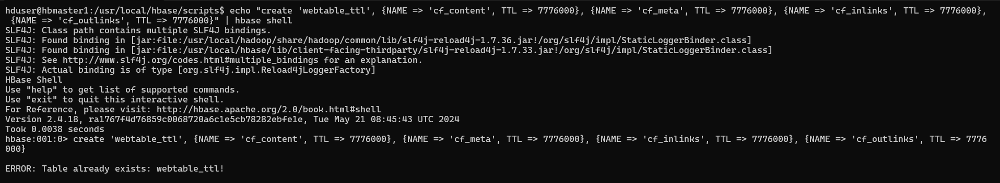 hduser@hbmaster1:/usr/local/hbase/scripts$ echo "create 'webtable_ttl', {NAME => 'cf_content', TTL => 7776000}, {NAME => 'cf_meta', TTL => 7776000}, {NAME => 'cf_inlinks', TTL => 7776000},
{NAME => 'cf_outlinks', TTL => 7776000}" | hbase shell
SLF4J: Class path contains multiple SLF4J bindings.
SLF4J: Found binding in [jar:file:/usr/local/hadoop/share/hadoop/common/lib/slf4j-reload4j-1.7.36.jar!/org/slf4j/impl/StaticLoggerBinder.class]
SLF4J: Found binding in [jar:file:/usr/local/hbase/lib/client-facing-thirdparty/slf4j-reload4j-1.7.33.jar!/org/slf4j/impl/StaticLoggerBinder.class]
SLF4J: See http://www.slf4j.org/codes.html#multiple_bindings for an explanation.
SLF4J: Actual binding is of type [org.slf4j.impl.Reload4jLoggerFactory]
HBase Shell
Use "help" to get list of supported commands.
Use "exit" to quit this interactive shell.
For Reference, please visit: http://hbase.apache.org/2.0/book.html#shell
Version 2.4.18, ra1767f4d76859c0068720a6c1e5cb78282ebfe1e, Tue May 21 08:45:43 UTC 2024
Took 0.0038 seconds
hbase:001:0> create 'webtable_ttl', {NAME => 'cf_content', TTL => 7776000}, {NAME => 'cf_meta', TTL => 7776000}, {NAME => 'cf_inlinks', TTL => 7776000}, {NAME => 'cf_outlinks', TTL => 7776
000}
ERROR: Table already exists: webtable_ttl!